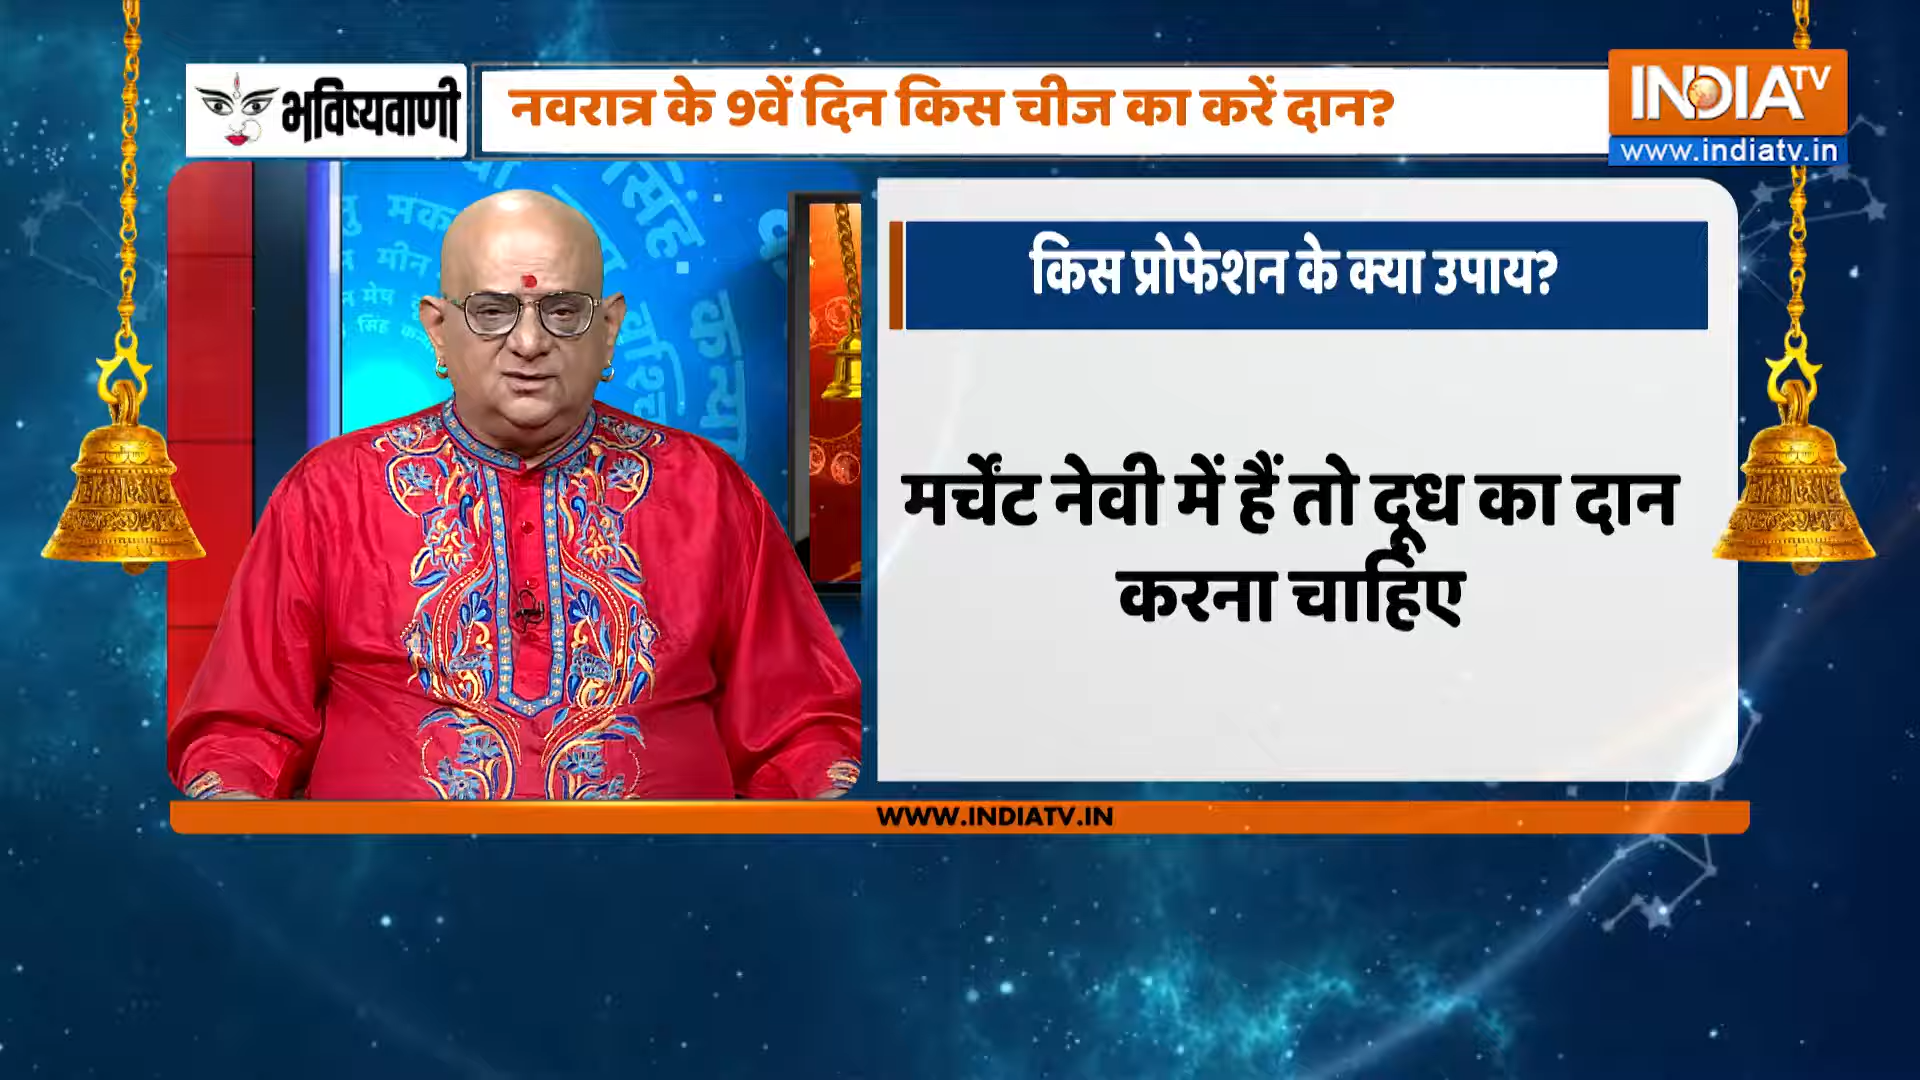 भविष्यवाणी
नवरात्र के 9वें दिन किस चीज का करें दान?
INDIA TV
www.indiatv.in
सिंह
मीन
मेष
सिंह
किस प्रोफेशन के क्या उपाय?
मर्चेंट नेवी में हैं तो दूध का दान
करना चाहिए
WWW.INDIATV.IN